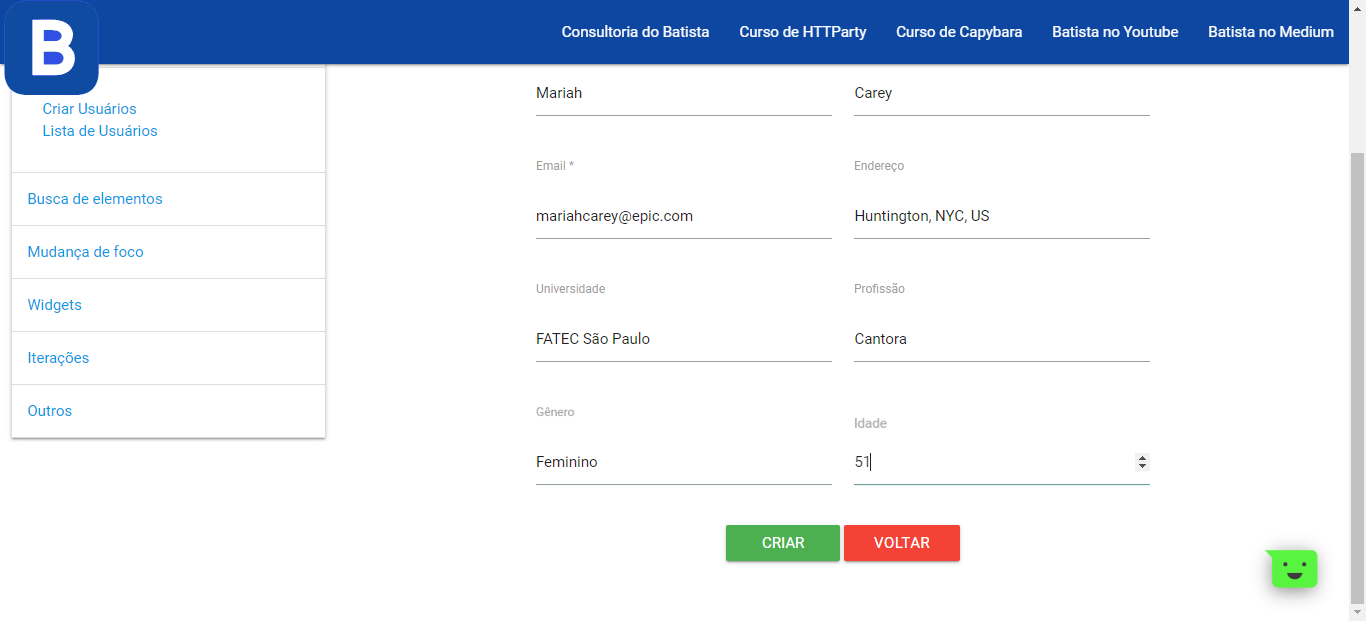 B
Consultoria do Batista
Curso de HTTParty
Curso de Capybara
Batista no Youtube
Batista no Medium
Criar Usuários
Lista de Usuários
Busca de elementos
Mudança de foco
Widgets
Iterações
Outros
Mariah
Carey
Email *
Endereço
mariahcarey@epic.com
Huntington, NYC, US
Universidade
Profissão
FATEC São Paulo
Cantora
Gênero
Idade
Feminino
51
CRIAR
VOLTAR